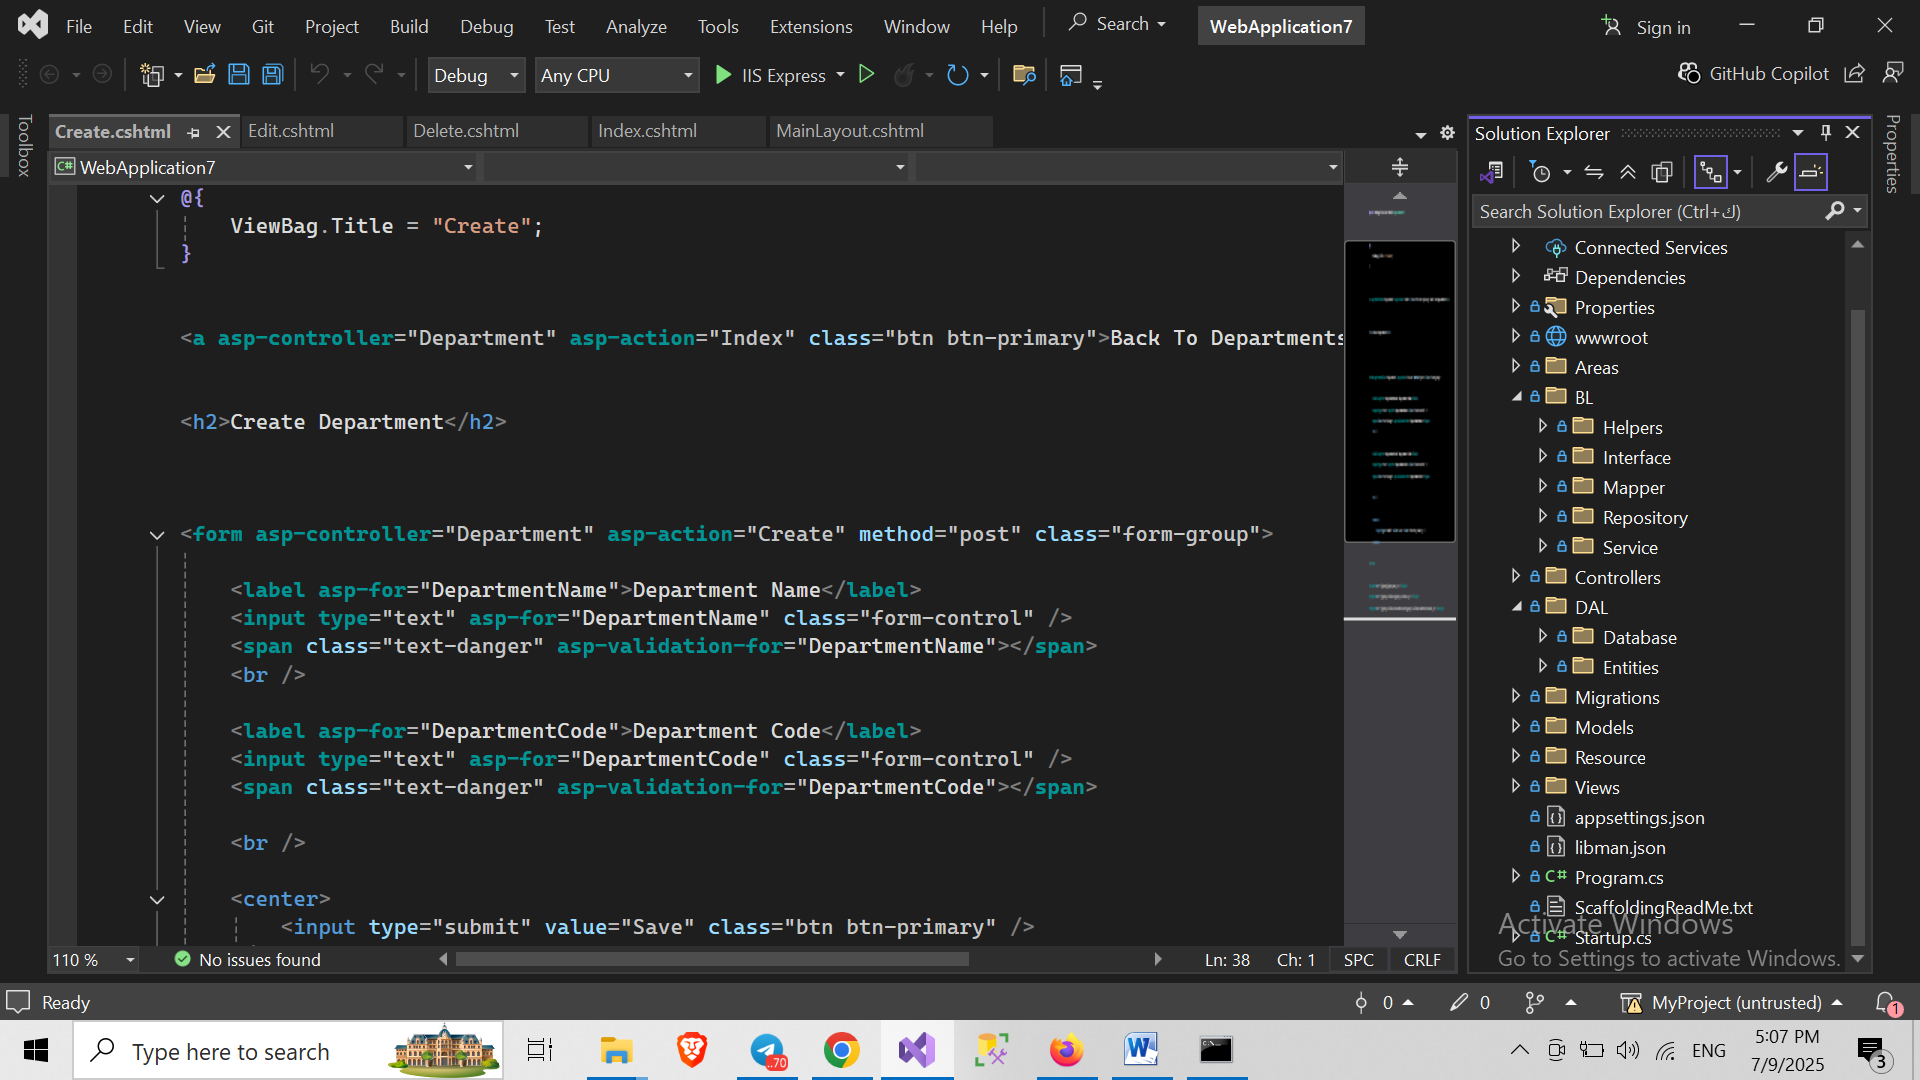 File Edit View Git Project Build Debug Test Analyze Tools Extensions Window Help Search WebApplication7 Sign in
Debug Any CPU IIS Express GitHub Copilot
Toolbox
Create.cshtml Edit.cshtml Delete.cshtml Index.cshtml MainLayout.cshtml
C# WebApplication7
@{
ViewBag.Title = "Create";
}
<a asp-controller="Department" asp-action="Index" class="btn btn-primary">Back To Departments
<h2>Create Department</h2>
<form asp-controller="Department" asp-action="Create" method="post" class="form-group">
<label asp-for="DepartmentName">Department Name</label>
<input type="text" asp-for="DepartmentName" class="form-control" />
<span class="text-danger" asp-validation-for="DepartmentName"></span>
<br />
<label asp-for="DepartmentCode">Department Code</label>
<input type="text" asp-for="DepartmentCode" class="form-control" />
<span class="text-danger" asp-validation-for="DepartmentCode"></span>
<br />
<center>
<input type="submit" value="Save" class="btn btn-primary" />
110 % No issues found Ln: 38 Ch: 1 SPC CRLF
Solution Explorer
Properties
Search Solution Explorer (Ctrl+ك)
Connected Services
Dependencies
Properties
wwwroot
Areas
BL
Helpers
Interface
Mapper
Repository
Service
Controllers
DAL
Database
Entities
Migrations
Models
Resource
Views
appsettings.json
libman.json
C# Program.cs
ScaffoldingReadMe.txt
C# Startup.cs
Activate Windows
Go to Settings to activate Windows.
Ready 0 0 MyProject (untrusted) 1
Type here to search ..70 W ENG 5:07 PM
7/9/2025 3